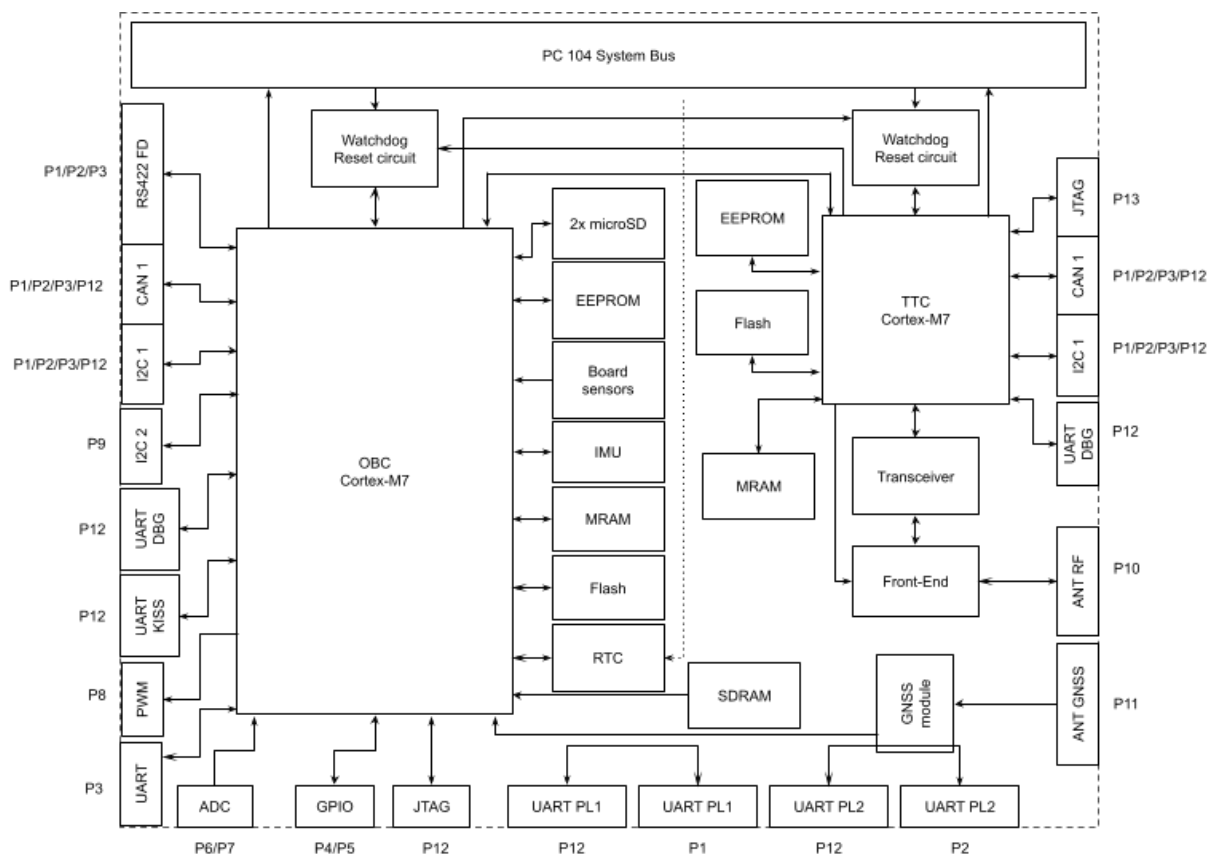 PC 104 System Bus
Watchdog
Reset circuit
Watchdog
Reset circuit
P1/P2/P3
RS422 FD
2x microSD
EEPROM
JTAG
P13
P1/P2/P3/P12
CAN 1
EEPROM
TTC
Cortex-M7
CAN 1
P1/P2/P3/P12
Flash
P1/P2/P3/P12
I2C 1
Board
sensors
I2C 1
P1/P2/P3/P12
P9
I2C 2
OBC
Cortex-M7
IMU
MRAM
Transceiver
UART
DBG
P12
P12
UART
DBG
MRAM
P12
UART
KISS
Flash
Front-End
ANT RF
P10
RTC
P8
PWM
SDRAM
GNSS
module
ANT GNSS
P11
P3
UART
ADC
GPIO
JTAG
UART PL1
UART PL1
UART PL2
UART PL2
P6/P7
P4/P5
P12
P12
P1
P12
P2